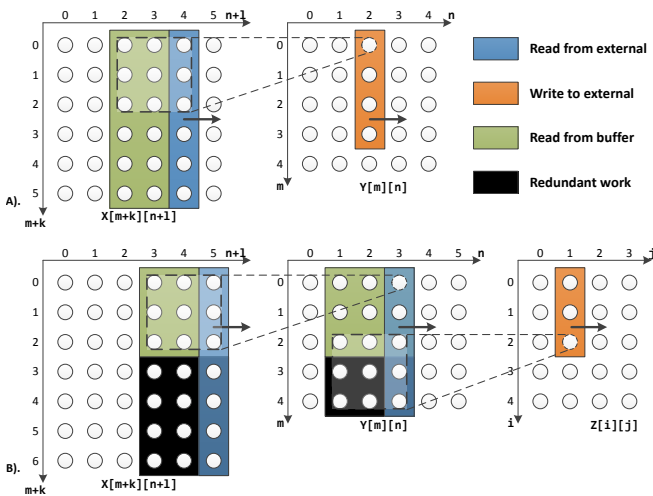 0 1 2 3 4 5 n+l
0 1 2 3 4 n
0
1
2
3
4
5
0
1
2
3
4
A).
m+k
X[m+k][n+l]
m
Y[m][n]
Read from external
Write to external
Read from buffer
Redundant work
0 1 2 3 4 5 n+l
0 1 2 3 4 5 n
0 1 2 3 j
0
1
2
3
4
5
6
0
1
2
3
4
0
1
2
3
4
B).
m+k
X[m+k][n+l]
m
Y[m][n]
i
Z[i][j]